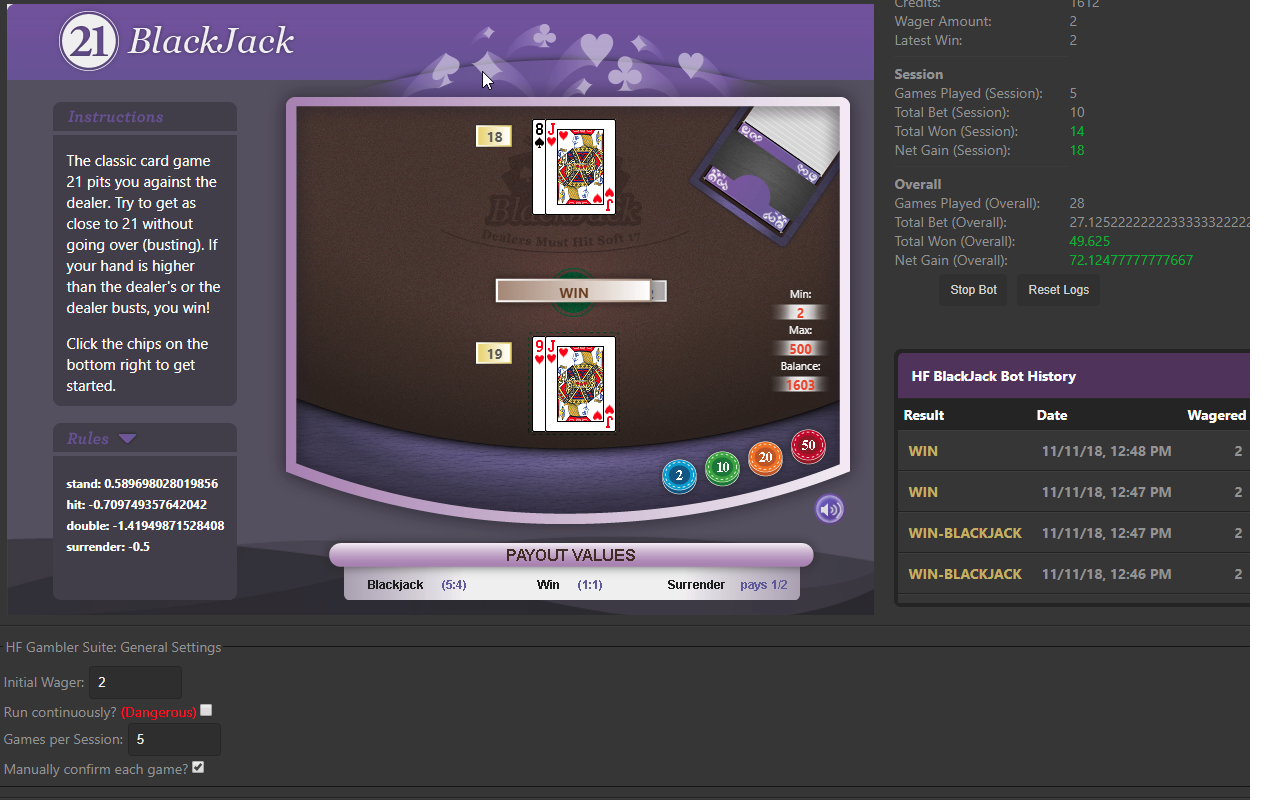 21 BlackJack
Instructions
The classic card game
21 pits you against the
dealer. Try to get as
close to 21 without
going over (busting). If
your hand is higher
than the dealer's or the
dealer busts, you win!
Click the chips on the
bottom right to get
started.
Rules
stand: 0.589698028019856
hit: -0.709749357642042
double: -1.41949871528408
surrender: -0.5
18
8
J
J
BlackJack
Dealers Must Hit Soft 17
WIN
19
9
J
J
Min:
2
Max:
500
Balance:
1603
2
10
20
50
PAYOUT VALUES
Blackjack (5:4) Win (1:1) Surrender pays 1/2
Credits: 1612
Wager Amount: 2
Latest Win: 2
Session
Games Played (Session): 5
Total Bet (Session): 10
Total Won (Session): 14
Net Gain (Session): 18
Overall
Games Played (Overall): 28
Total Bet (Overall):
Total Won (Overall): 49.625
Net Gain (Overall): 72.12477777777667
Stop Bot Reset Logs
HF BlackJack Bot History
Result Date Wagered
WIN 11/11/18, 12:48 PM 2
WIN 11/11/18, 12:47 PM 2
WIN-BLACKJACK 11/11/18, 12:47 PM 2
WIN-BLACKJACK 11/11/18, 12:46 PM 2
HF Gambler Suite: General Settings
Initial Wager: 2
Run continuously? (Dangerous)
Games per Session: 5
Manually confirm each game?